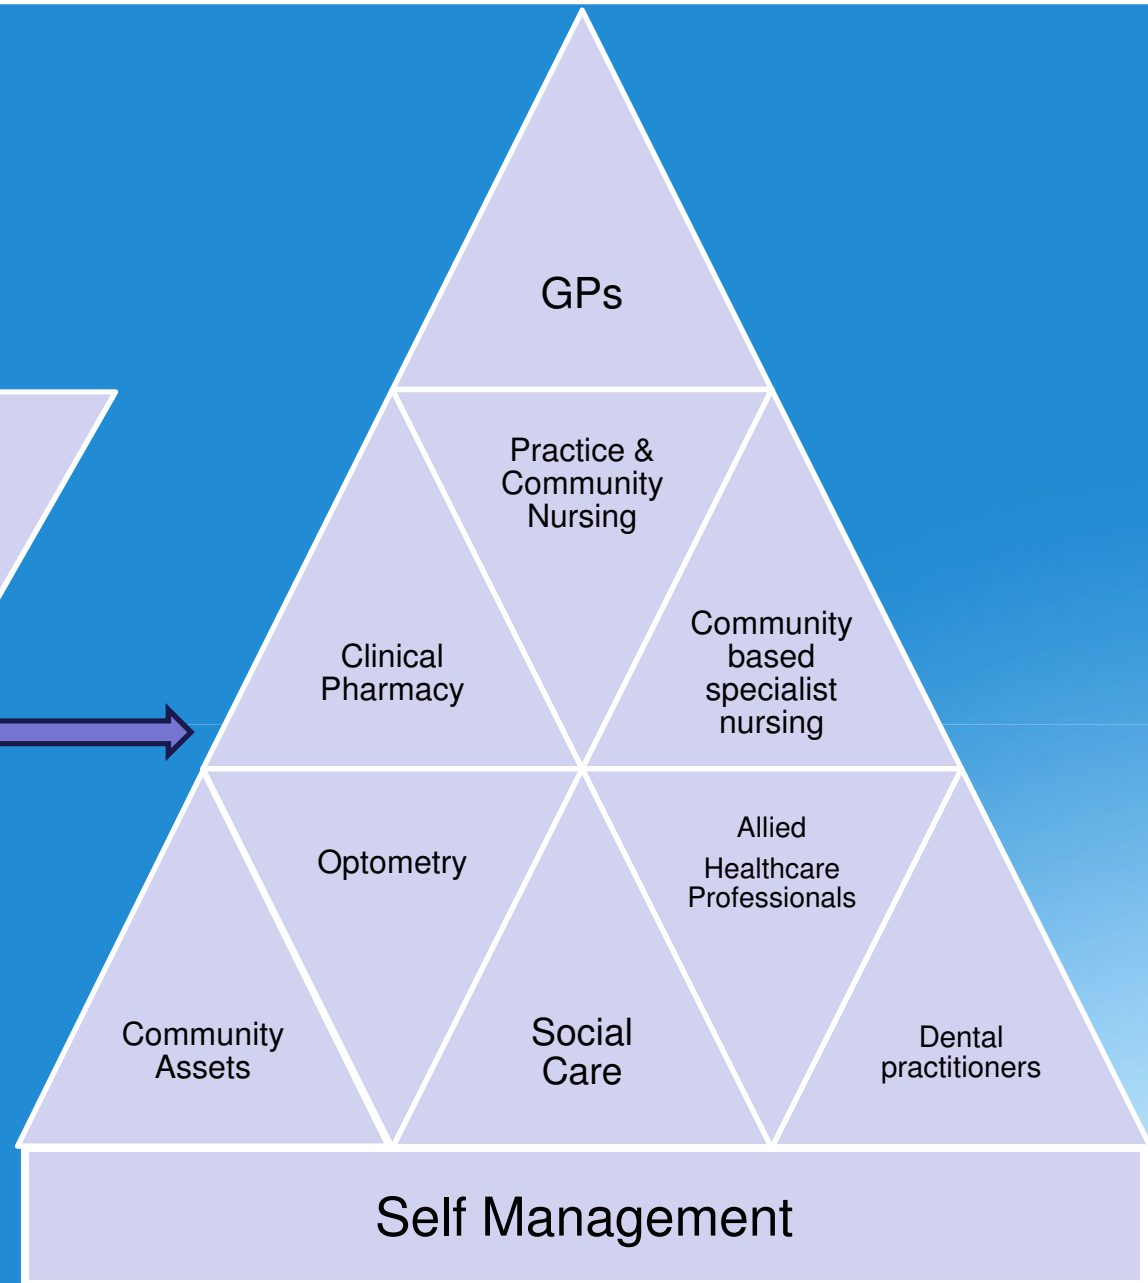 GPs
Practice &
Community
Nursing
Clinical
Pharmacy
Community
based
specialist
nursing
Optometry
Allied
Healthcare
Professionals
Community
Assets
Social
Care
Dental
practitioners
Self Management